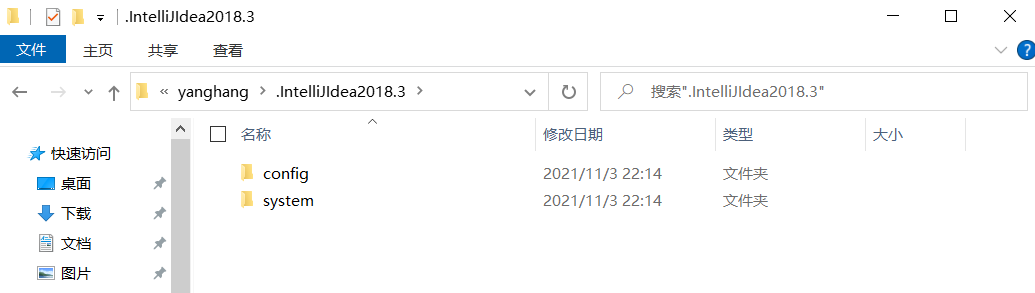 .IntelliJIdea2018.3
文件 主页 共享 查看
« yanghang > .IntelliJIdea2018.3 > 搜索".IntelliJIdea2018.3"
名称 修改日期 类型 大小
快速访问
config 2021/11/3 22:14 文件夹
桌面
system 2021/11/3 22:14 文件夹
下载
文档
图片